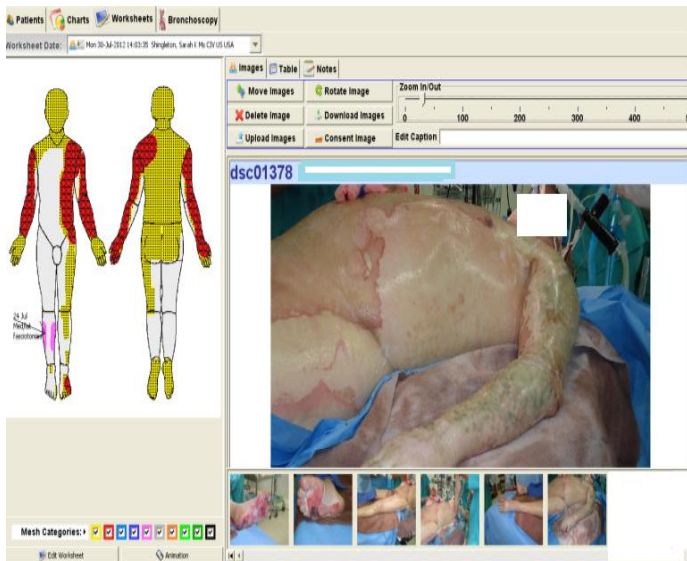 Patients Charts Worksheets Bronchoscopy
Worksheet Date: Mon 30-Jul-2012 14:03:35 Shingleton, Sarah K Ms CIV US USA
Images Table Notes
Move Images Rotate Image Zoom In/Out
Delete Image Download Images 0 100 200 300 400
Upload Images Consent Image Edit Caption
dsc01378
24 Jul
Fasciotomies
Mesh Categories:
Edit Worksheet Animation